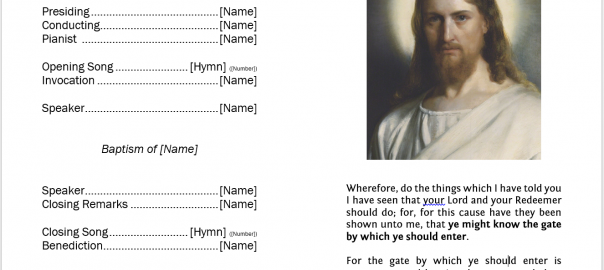 Presiding..........................................[Name]
Conducting.......................................[Name]
Pianist ............................................[Name]
Opening Song ....................... [Hymn] ([Number])
Invocation .......................................[Name]
Speaker............................................[Name]
Baptism of [Name]
Speaker............................................[Name]
Closing Remarks .............................[Name]
Closing Song......................... [Hymn] ([Number])
Benediction......................................[Name]
Wherefore, do the things which I have told you
I have seen that your Lord and your Redeemer
should do; for, for this cause have they been
shown unto me, that ye might know the gate
by which ye should enter.
For the gate by which ye should enter is